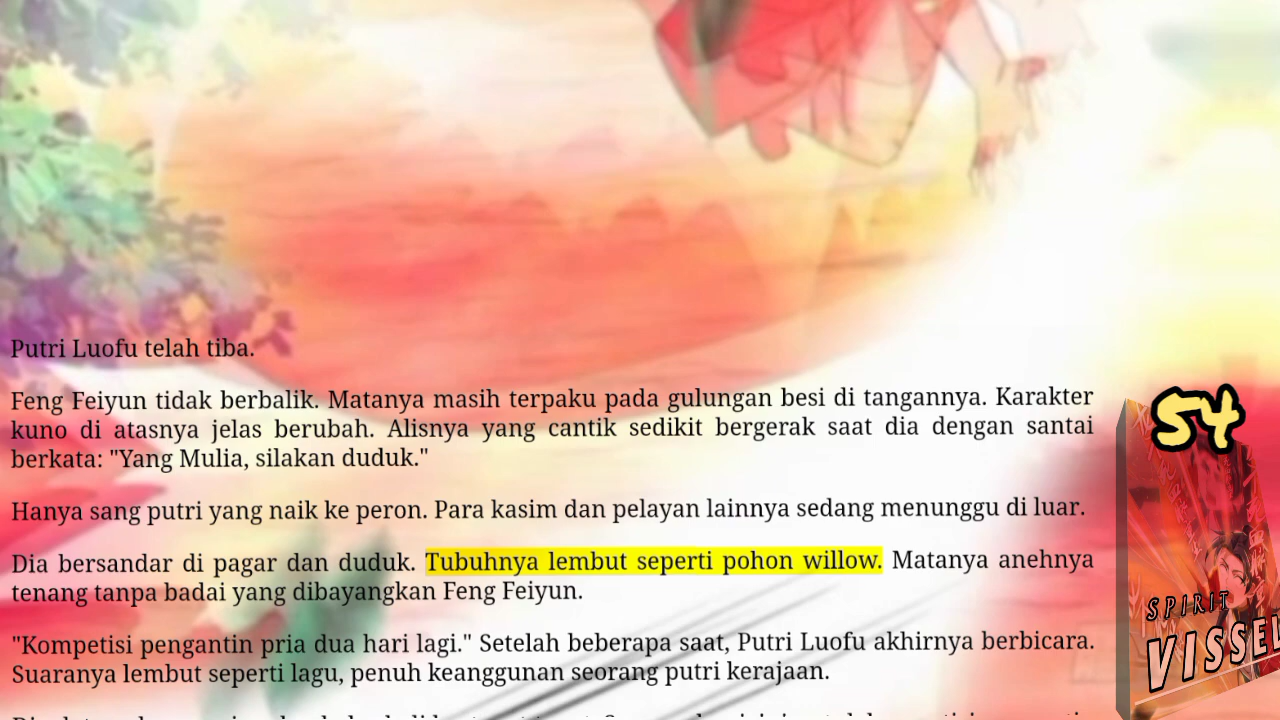 Putri Luofu telah tiba.
Feng Feiyun tidak berbalik. Matanya masih terpaku pada gulungan besi di tangannya. Karakter
kuno di atasnya jelas berubah. Alisnya yang cantik sedikit bergerak saat dia dengan santai
berkata: "Yang Mulia, silakan duduk."
Hanya sang putri yang naik ke peron. Para kasim dan pelayan lainnya sedang menunggu di luar.
Dia bersandar di pagar dan duduk. Tubuhnya lembut seperti pohon willow. Matanya anehnya
tenang tanpa badai yang dibayangkan Feng Feiyun.
"Kompetisi pengantin pria dua hari lagi." Setelah beberapa saat, Putri Luofu akhirnya berbicara.
Suaranya lembut seperti lagu, penuh keanggunan seorang putri kerajaan.
54
SPIRIT
VISSEL